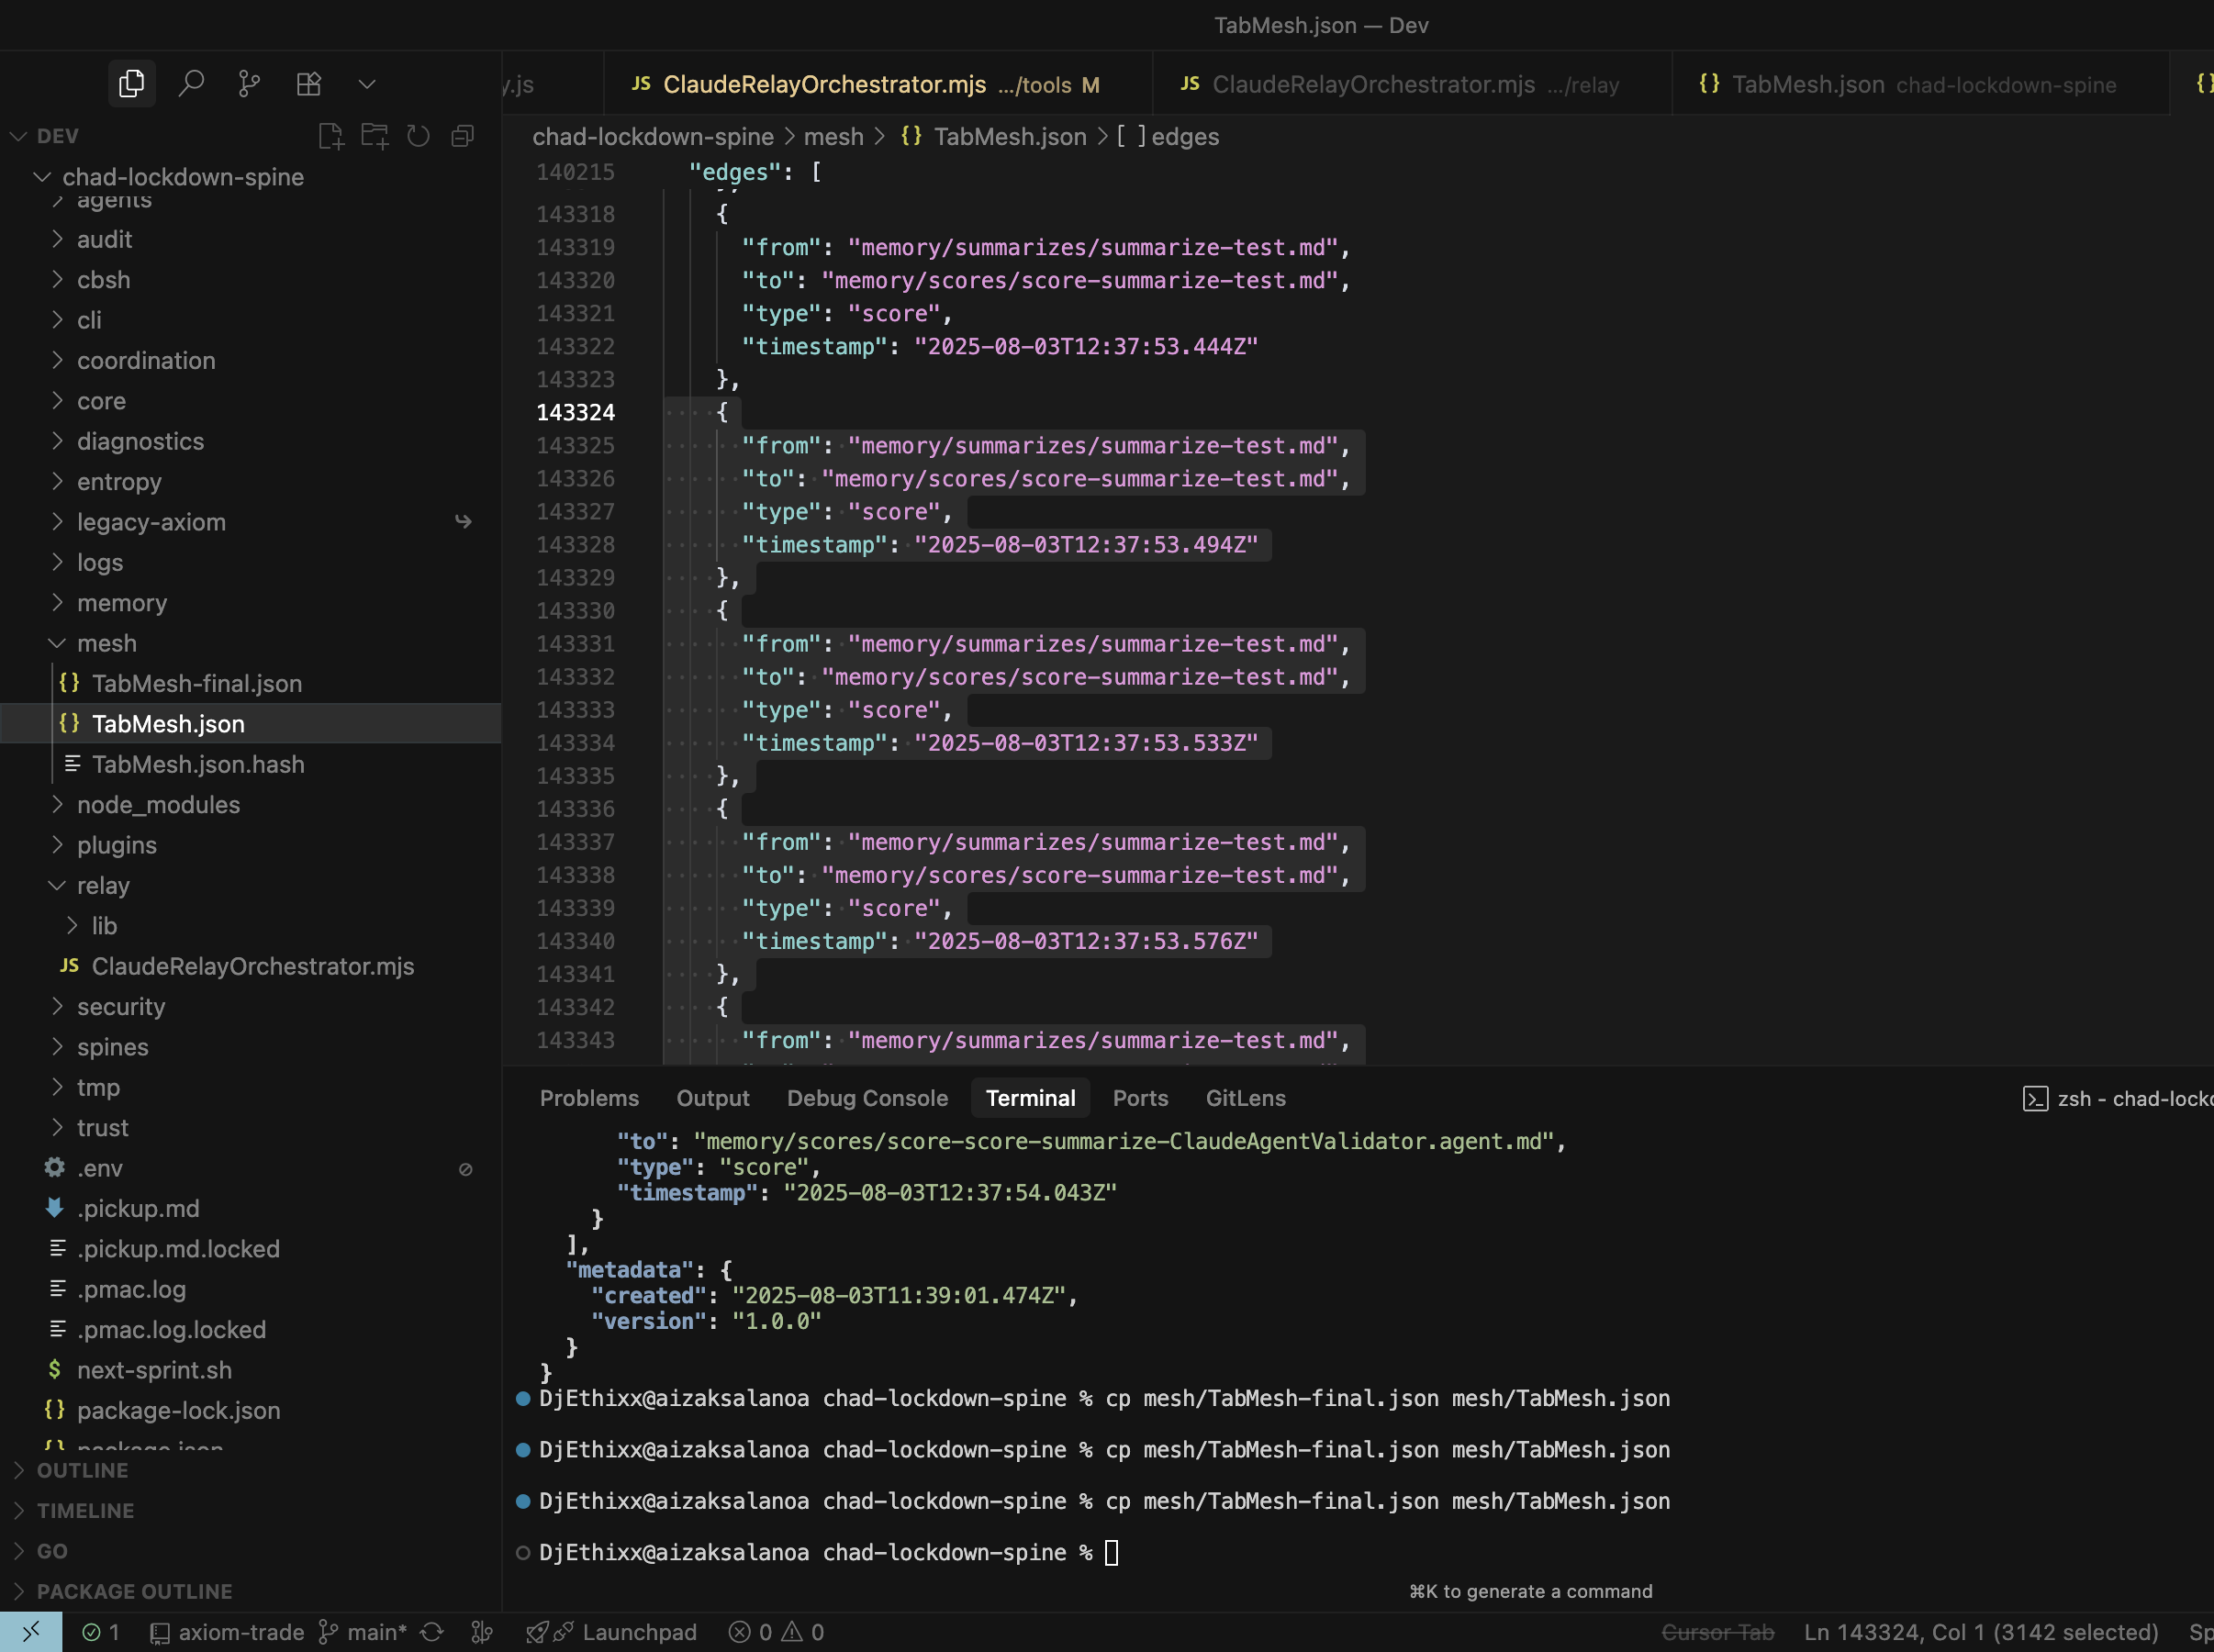 TabMesh.json — Dev
y.js
JS ClaudeRelayOrchestrator.mjs .../tools M
JS ClaudeRelayOrchestrator.mjs .../relay
{} TabMesh.json chad-lockdown-spine
DEV
chad-lockdown-spine
agents
audit
cbsh
cli
coordination
core
diagnostics
entropy
legacy-axiom
logs
memory
mesh
{} TabMesh-final.json
{} TabMesh.json
TabMesh.json.hash
node_modules
plugins
relay
lib
JS ClaudeRelayOrchestrator.mjs
security
spines
tmp
trust
.env
.pickup.md
.pickup.md.locked
.pmac.log
.pmac.log.locked
$ next-sprint.sh
{} package-lock.json
{} package.json
OUTLINE
TIMELINE
GO
PACKAGE OUTLINE
chad-lockdown-spine > mesh > {} TabMesh.json > [ ] edges
140215 "edges": [
143318 {
143319 "from": "memory/summarizes/summarize-test.md",
143320 "to": "memory/scores/score-summarize-test.md",
143321 "type": "score",
143322 "timestamp": "2025-08-03T12:37:53.444Z"
143323 },
143324 {
143325 "from": "memory/summarizes/summarize-test.md",
143326 "to": "memory/scores/score-summarize-test.md",
143327 "type": "score",
143328 "timestamp": "2025-08-03T12:37:53.494Z"
143329 },
143330 {
143331 "from": "memory/summarizes/summarize-test.md",
143332 "to": "memory/scores/score-summarize-test.md",
143333 "type": "score",
143334 "timestamp": "2025-08-03T12:37:53.533Z"
143335 },
143336 {
143337 "from": "memory/summarizes/summarize-test.md",
143338 "to": "memory/scores/score-summarize-test.md",
143339 "type": "score",
143340 "timestamp": "2025-08-03T12:37:53.576Z"
143341 },
143342 {
143343 "from": "memory/summarizes/summarize-test.md",
Problems Output Debug Console Terminal Ports GitLens
zsh - chad-lockd
"to": "memory/scores/score-score-summarize-ClaudeAgentValidator.agent.md",
"type": "score",
"timestamp": "2025-08-03T12:37:54.043Z"
}
],
"metadata": {
"created": "2025-08-03T11:39:01.474Z",
"version": "1.0.0"
}
}
DjEthixx@aizaksalanoa chad-lockdown-spine % cp mesh/TabMesh-final.json mesh/TabMesh.json
DjEthixx@aizaksalanoa chad-lockdown-spine % cp mesh/TabMesh-final.json mesh/TabMesh.json
DjEthixx@aizaksalanoa chad-lockdown-spine % cp mesh/TabMesh-final.json mesh/TabMesh.json
DjEthixx@aizaksalanoa chad-lockdown-spine %
⌘K to generate a command
1 axiom-trade main* Launchpad 0 0
Cursor Tab Ln 143324, Col 1 (3142 selected) Sp